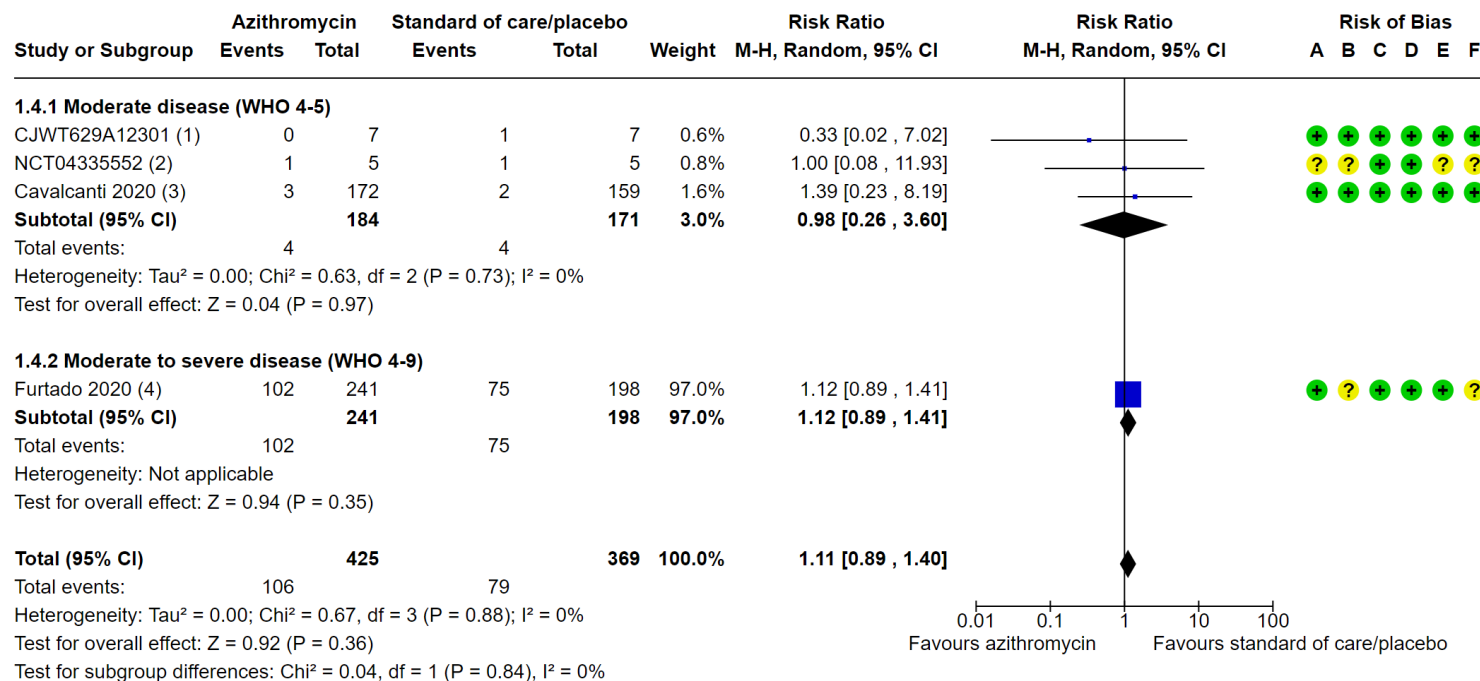 Azithromycin Standard of care/placebo Risk Ratio Risk Ratio Risk of Bias
Study or Subgroup Events Total Events Total Weight M-H, Random, 95% CI M-H, Random, 95% CI A B C D E F
1.4.1 Moderate disease (WHO 4-5)
CJWT629A12301 (1) 0 7 1 7 0.6% 0.33 [0.02 , 7.02] + + + + + +
NCT04335552 (2) 1 5 1 5 0.8% 1.00 [0.08 , 11.93] ? ? + + ? ?
Cavalcanti 2020 (3) 3 172 2 159 1.6% 1.39 [0.23 , 8.19] + + + + + +
Subtotal (95% CI) 184 171 3.0% 0.98 [0.26 , 3.60]
Total events: 4 4
Heterogeneity: Tau² = 0.00; Chi² = 0.63, df = 2 (P = 0.73); I² = 0%
Test for overall effect: Z = 0.04 (P = 0.97)
1.4.2 Moderate to severe disease (WHO 4-9)
Furtado 2020 (4) 102 241 75 198 97.0% 1.12 [0.89 , 1.41] + ? + + + ?
Subtotal (95% CI) 241 198 97.0% 1.12 [0.89 , 1.41]
Total events: 102 75
Heterogeneity: Not applicable
Test for overall effect: Z = 0.94 (P = 0.35)
Total (95% CI) 425 369 100.0% 1.11 [0.89 , 1.40]
Total events: 106 79
Heterogeneity: Tau² = 0.00; Chi² = 0.67, df = 3 (P = 0.88); I² = 0%
0.01 0.1 1 10 100
Test for overall effect: Z = 0.92 (P = 0.36)
Favours azithromycin Favours standard of care/placebo
Test for subgroup differences: Chi² = 0.04, df = 1 (P = 0.84), I² = 0%